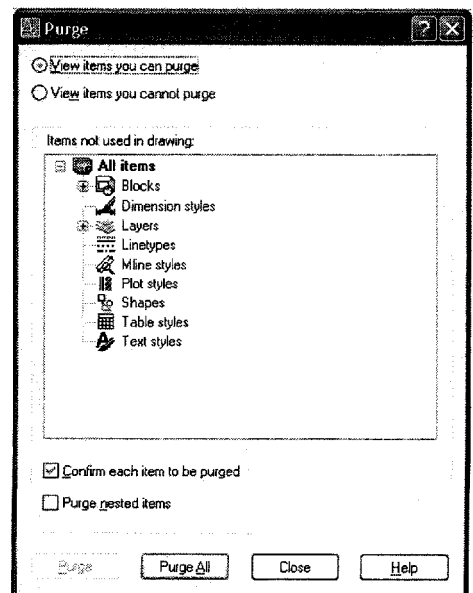 Purge
View items you can purge
View items you cannot purge
Items not used in drawing:
All items
Blocks
Dimension styles
Layers
Linetypes
Mline styles
Plot styles
Shapes
Table styles
Text styles
Confirm each item to be purged
Purge nested items
Purge Purge All Close Help